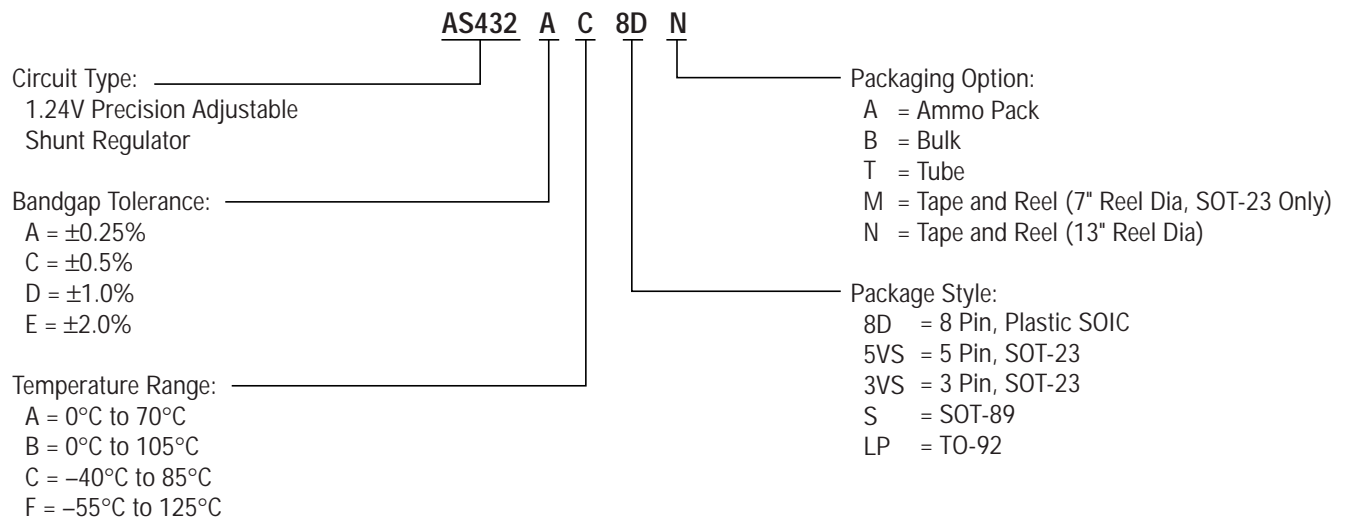 AS432 A C 8D N
Circuit Type:
1.24V Precision Adjustable
Shunt Regulator
Bandgap Tolerance:
A = ±0.25%
C = ±0.5%
D = ±1.0%
E = ±2.0%
Temperature Range:
A = 0°C to 70°C
B = 0°C to 105°C
C = –40°C to 85°C
F = –55°C to 125°C
Packaging Option:
A = Ammo Pack
B = Bulk
T = Tube
M = Tape and Reel (7" Reel Dia, SOT-23 Only)
N = Tape and Reel (13" Reel Dia)
Package Style:
8D = 8 Pin, Plastic SOIC
5VS = 5 Pin, SOT-23
3VS = 3 Pin, SOT-23
S = SOT-89
LP = TO-92